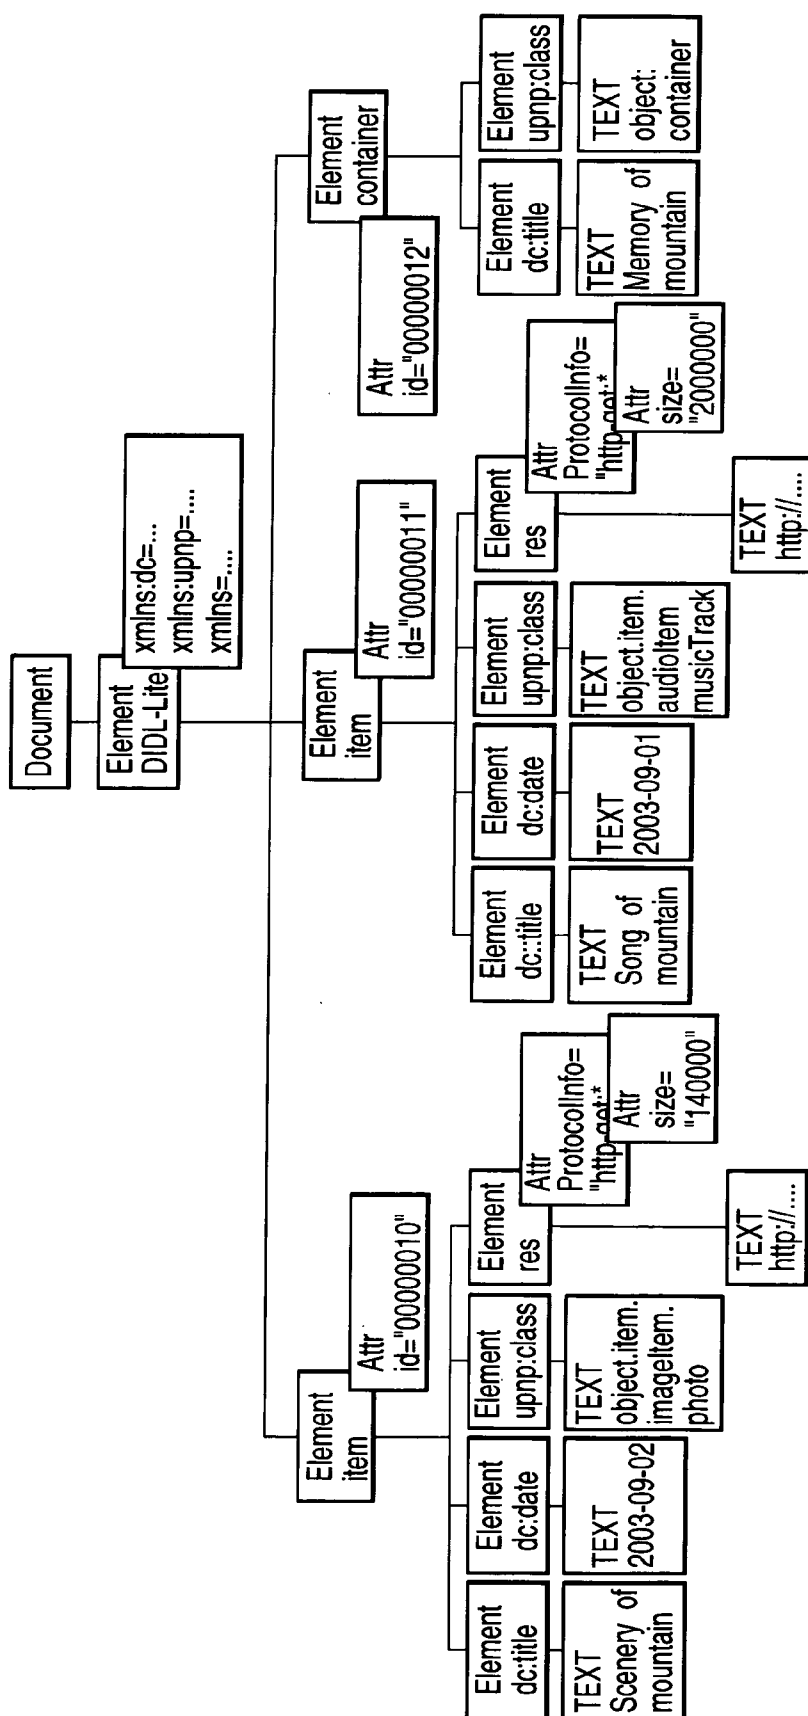 Document
Element
DIDL-Lite
xmlns:dc=...
xmlns:upnp=....
xmlns=....
Element
item
Attr
id="00000010"
Element
dc:title
TEXT
Scenery of
mountain
Element
dc:date
TEXT
2003-09-02
Element
upnp:class
TEXT
object.item.
imageItem.
photo
Element
res
Attr
ProtocolInfo=
"http-get:*
Attr
size=
"140000"
TEXT
http://....
Element
item
Attr
id="00000011"
Element
dc::title
TEXT
Song of
mountain
Element
dc:date
TEXT
2003-09-01
Element
upnp:class
TEXT
object.item.
audioItem
musicTrack
Element
res
Attr
ProtocolInfo=
"http-get:*
Attr
size=
"2000000"
TEXT
http://....
Element
container
Attr
id="00000012"
Element
dc:title
TEXT
Memory of
mountain
Element
upnp:class
TEXT
object:
container